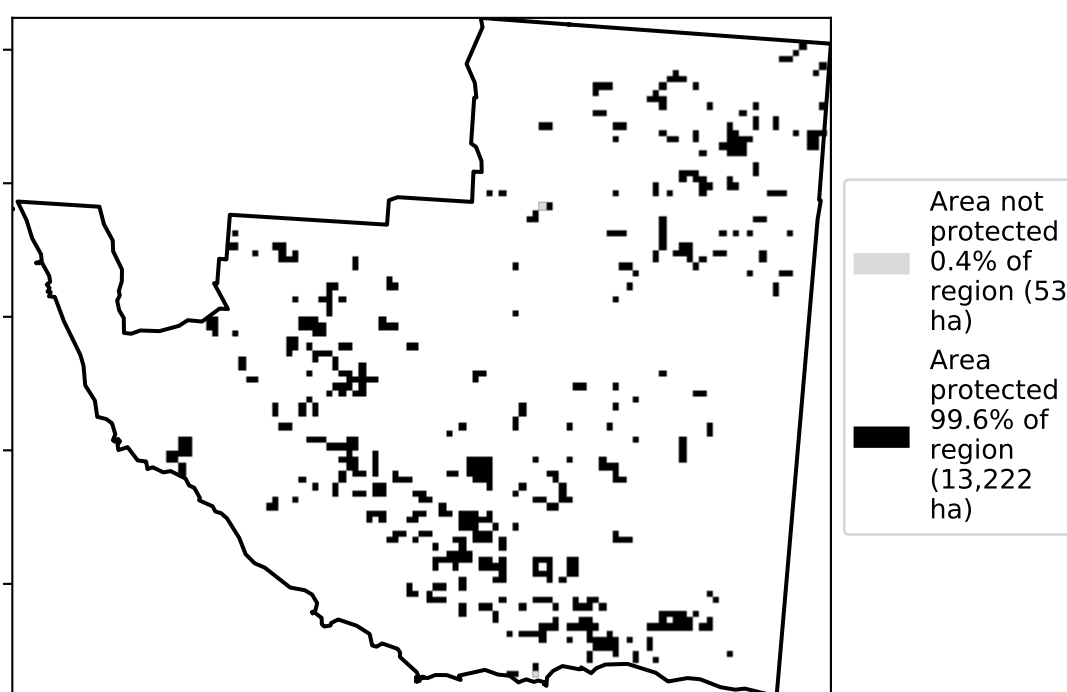 Area not
protected
0.4% of
region (53
ha)
Area
protected
99.6% of
region
(13,222
ha)